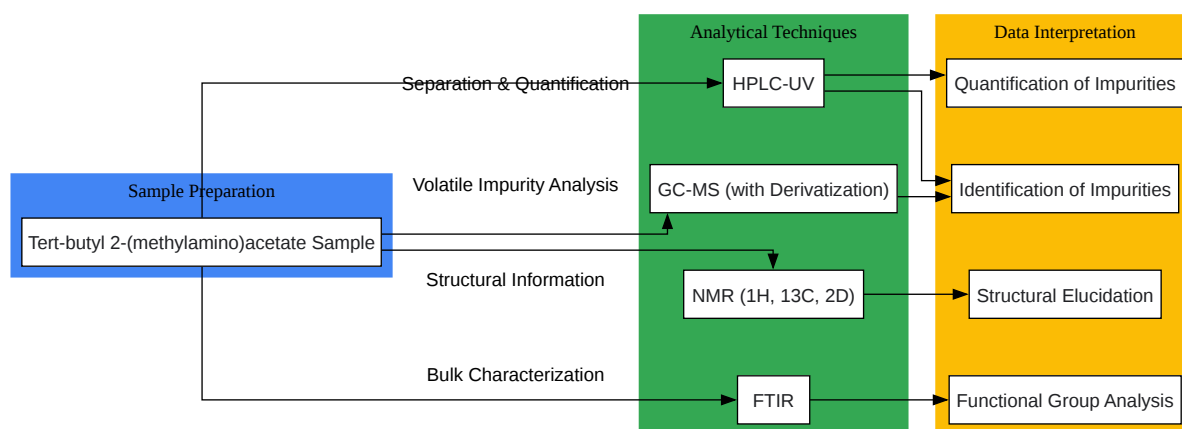 Analytical Techniques
Data Interpretation
Separation & Quantification
HPLC-UV
Quantification of Impurities
Sample Preparation
Volatile Impurity Analysis
GC-MS (with Derivatization)
Identification of Impurities
Tert-butyl 2-(methylamino)acetate Sample
Structural Information
NMR (1H, 13C, 2D)
Structural Elucidation
Bulk Characterization
FTIR
Functional Group Analysis